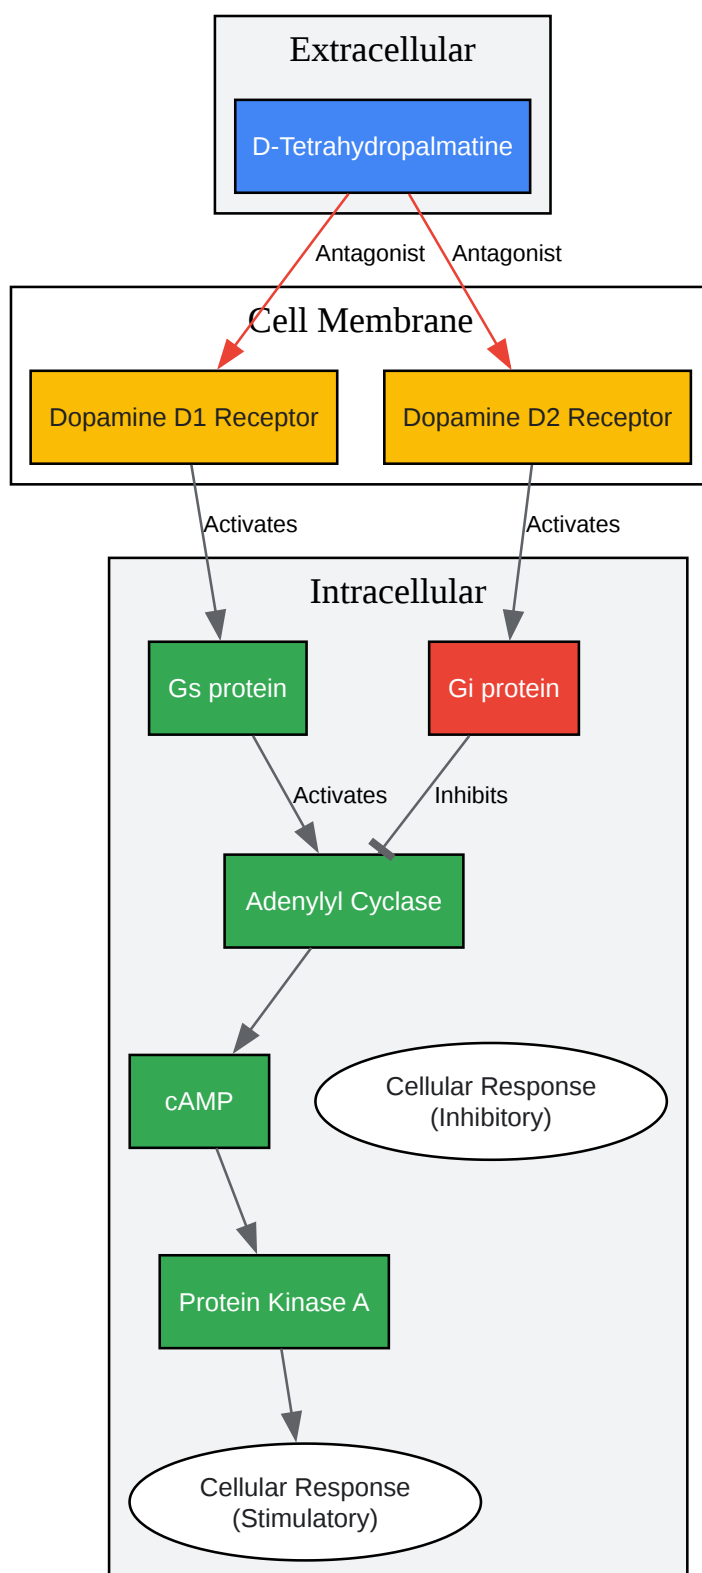 Extracellular
D-Tetrahydropalmatine
Antagonist
Antagonist
Cell Membrane
Dopamine D1 Receptor
Dopamine D2 Receptor
Activates
Activates
Intracellular
Gs protein
Gi protein
Activates
Inhibits
Adenylyl Cyclase
cAMP
Cellular Response
(Inhibitory)
Protein Kinase A
Cellular Response
(Stimulatory)